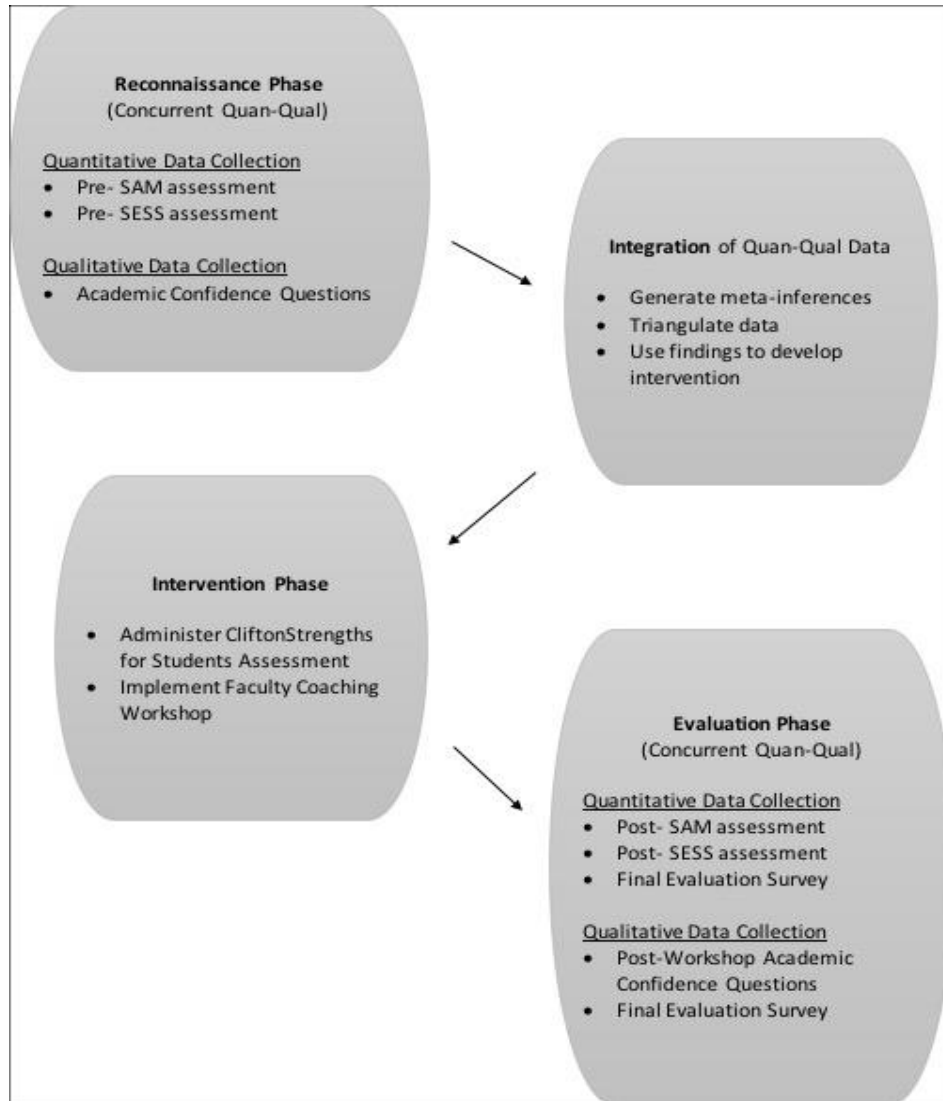 Reconnaissance Phase
(Concurrent Quan-Qual)
Quantitative Data Collection
• Pre- SAM assessment
• Pre- SESS assessment
Qualitative Data Collection
• Academic Confidence Questions
Integration of Quan-Qual Data
• Generate meta-inferences
• Triangulate data
• Use findings to develop
intervention
Intervention Phase
• Administer CliftonStrengths
for Students Assessment
• Implement Faculty Coaching
Workshop
Evaluation Phase
(Concurrent Quan-Qual)
Quantitative Data Collection
• Post- SAM assessment
• Post- SESS assessment
• Final Evaluation Survey
Qualitative Data Collection
• Post-Workshop Academic
Confidence Questions
• Final Evaluation Survey